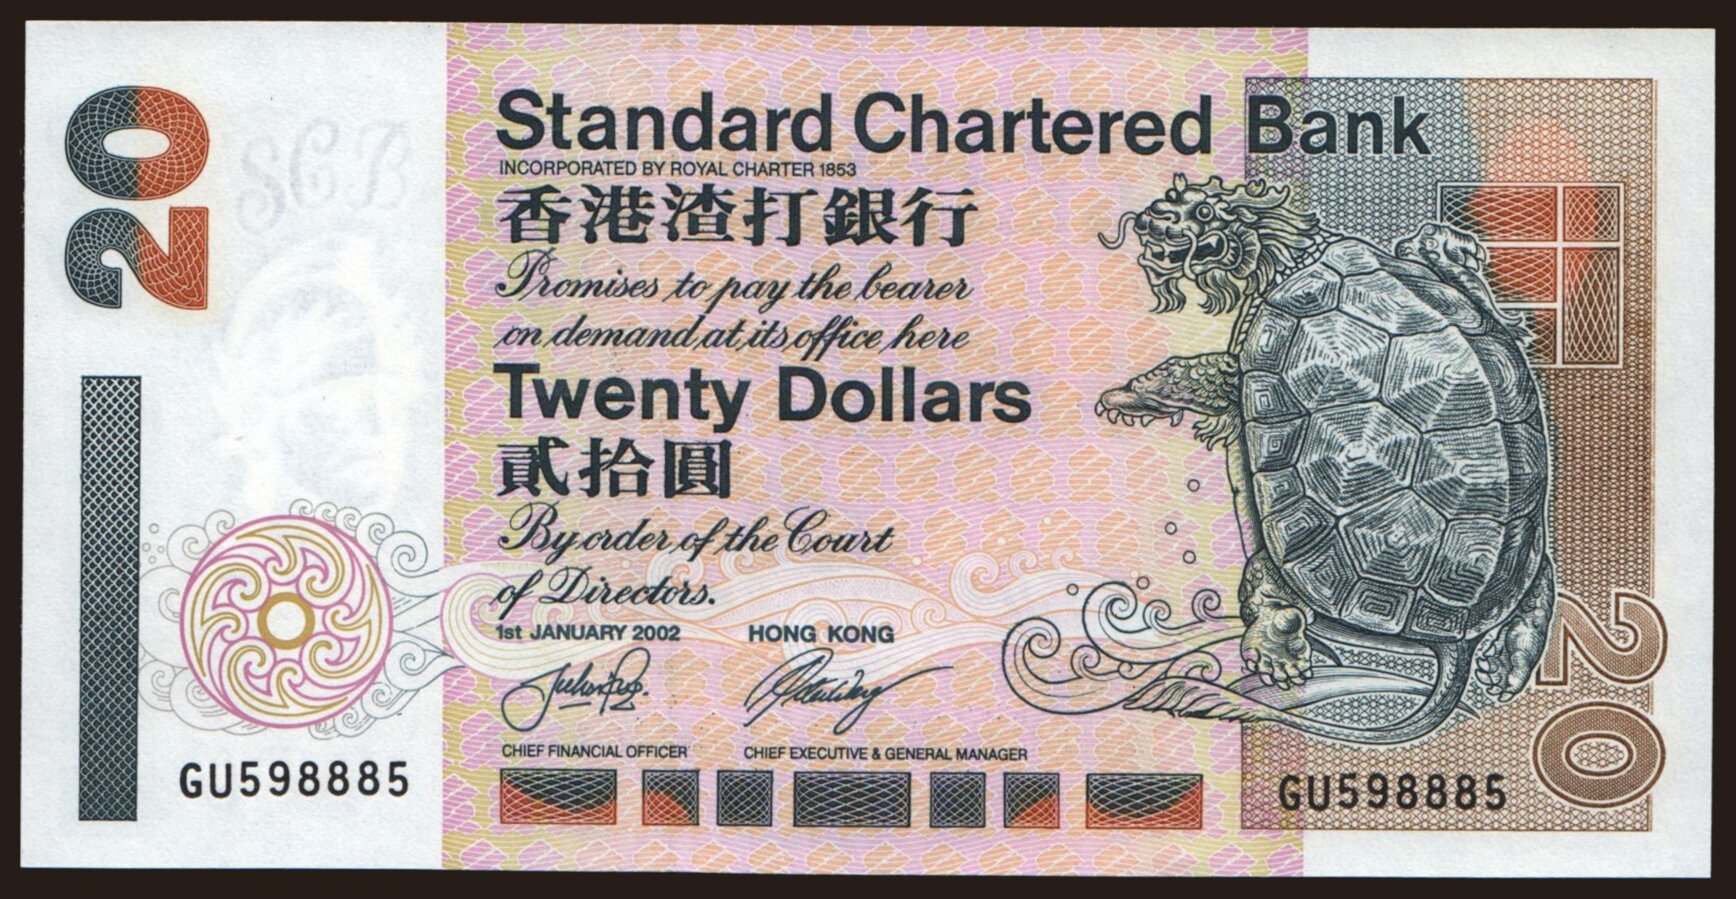 20
SCB
Standard Chartered Bank
INCORPORATED BY ROYAL CHARTER 1853
香港渣打銀行
Promises to pay the bearer
on demand at its office here
Twenty Dollars
貳拾圓
By order of the Court
of Directors.
1st JANUARY 2002 HONG KONG
CHIEF FINANCIAL OFFICER CHIEF EXECUTIVE & GENERAL MANAGER
GU598885
GU598885
20